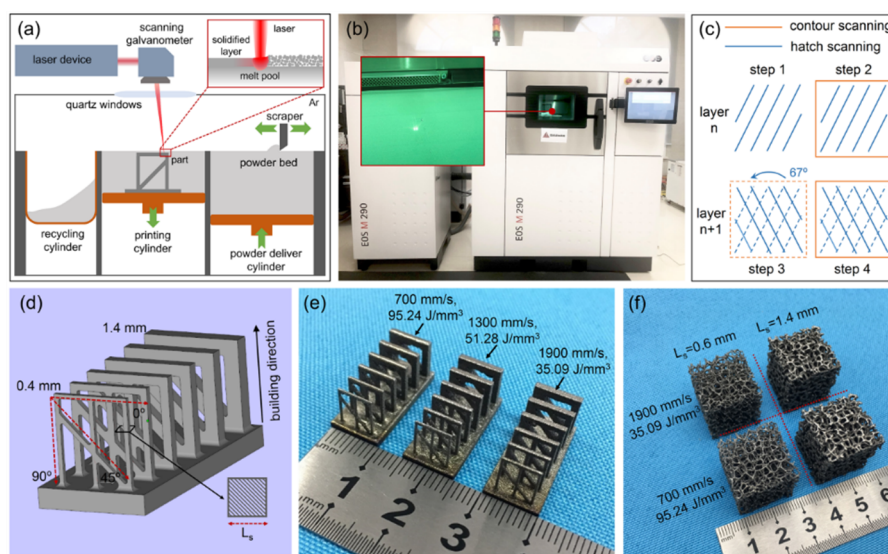 (a)
scanning
galvanometer
laser device
quartz windows
solidified
layer
laser
melt pool
Ar
scraper
part
powder bed
recycling
cylinder
printing
cylinder
powder deliver
cylinder
(b)
EOS M 290
EOS M 290
(c)
contour scanning
hatch scanning
step 1
step 2
layer
n
67°
layer
n+1
step 3
step 4
(d)
1.4 mm
0.4 mm
0°
90°
45°
building direction
Ls
(e)
700 mm/s,
95.24 J/mm³
1300 mm/s,
51.28 J/mm³
1900 mm/s,
35.09 J/mm³
mm 1 2 3
(f)
Ls=0.6 mm
Ls=1.4 mm
1900 mm/s
35.09 J/mm³
700 mm/s
95.24 J/mm³
1 2 3 4 5 6